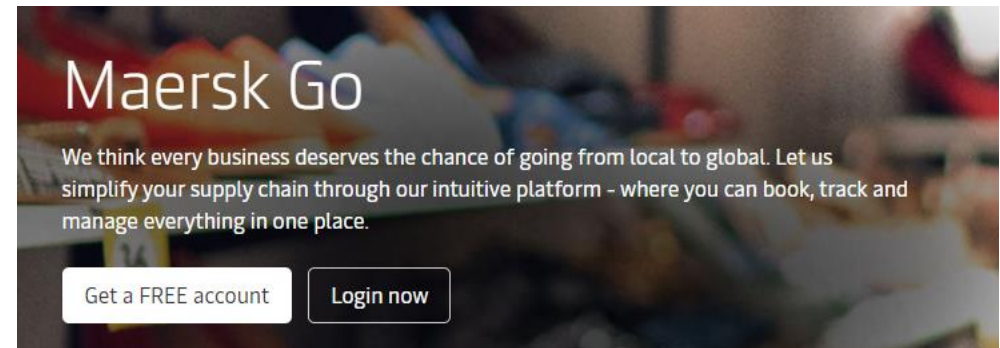 Maersk Go
We think every business deserves the chance of going from local to global. Let us
simplify your supply chain through our intuitive platform - where you can book, track and
manage everything in one place.
36
Get a FREE account
Login now